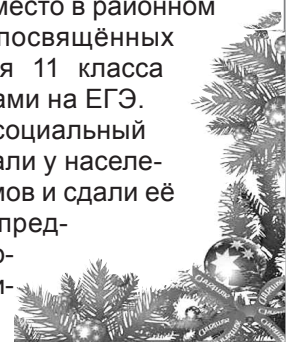 место в районном
посвящённых
я 11 класса
ами на ЕГЭ.
социальный
али у населе-
мов и сдали её
пред-
о-
и-